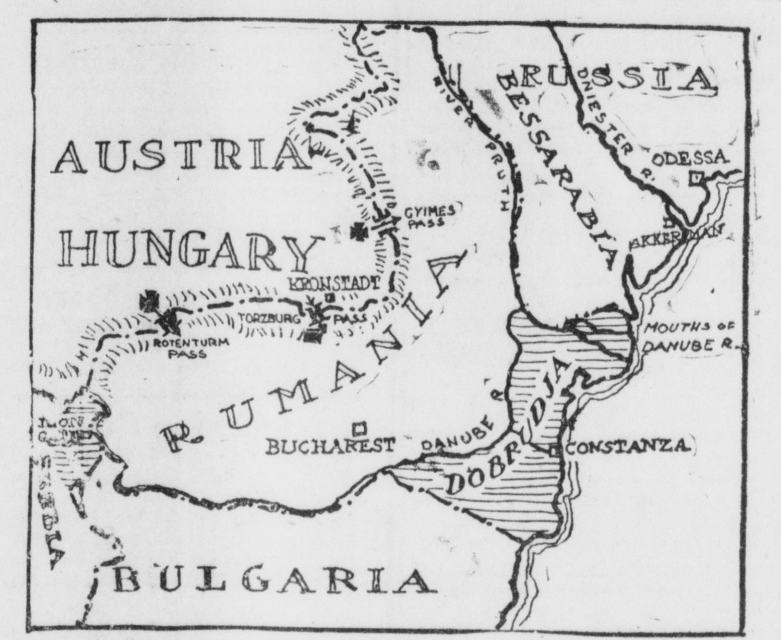 RUSSIA
BESSARABIA
DNIESTER R.
RIVER PRUTH
AUSTRIA
HUNGARY
ODESSA
AKKERMAN
GYIMES
PASS
KRONSTADT
TORZBURG PASS
ROTENTURM
PASS
RUMANIA
MOUTHS OF
DANUBE R.
BUCHAREST
DANUBE R
DOBRUDJA
CONSTANZA
BULGARIA